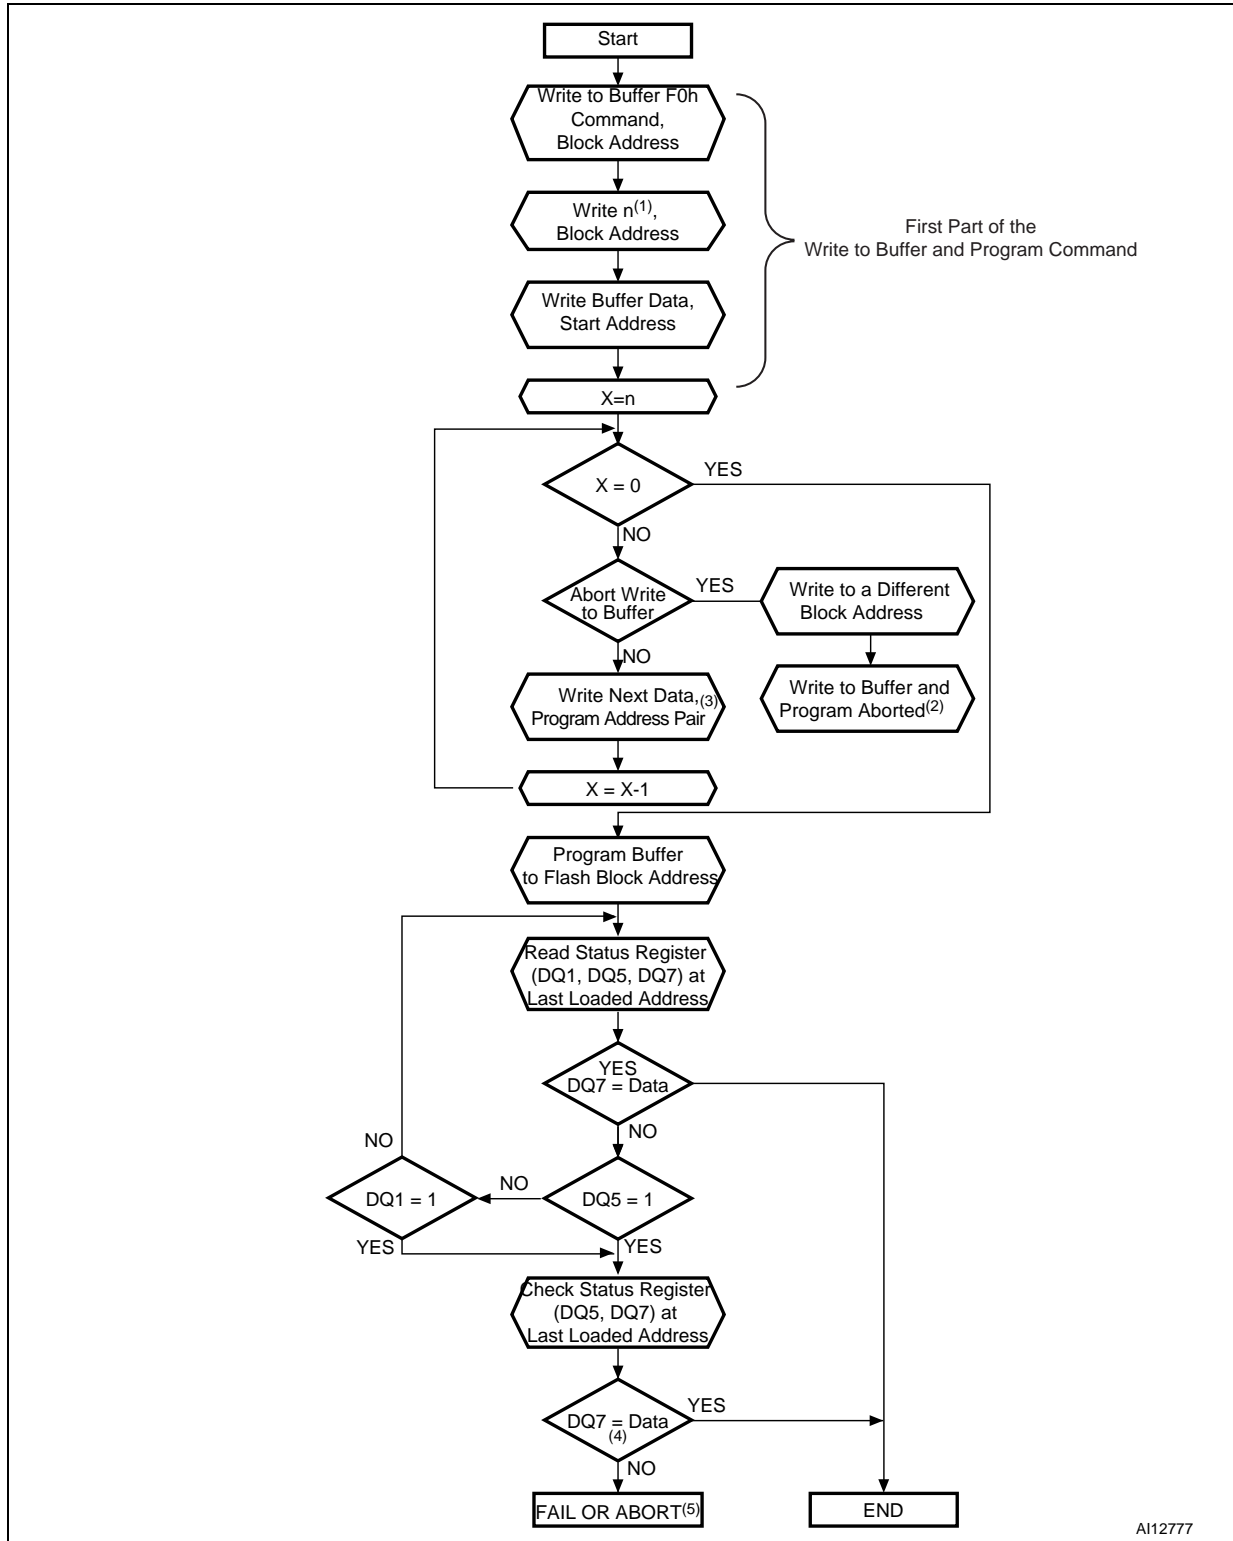 Start
Write to Buffer F0h
Command,
Block Address
Write n(1),
Block Address
First Part of the
Write to Buffer and Program Command
Write Buffer Data,
Start Address
X=n
X = 0
YES
NO
Abort Write
to Buffer
YES
Write to a Different
Block Address
NO
Write Next Data,(3)
Program Address Pair
Write to Buffer and
Program Aborted(2)
X = X-1
Program Buffer
to Flash Block Address
Read Status Register
(DQ1, DQ5, DQ7) at
Last Loaded Address
YES
DQ7 = Data
NO
NO
DQ1 = 1
NO
DQ5 = 1
YES
YES
Check Status Register
(DQ5, DQ7) at
Last Loaded Address
YES
DQ7 = Data
(4)
NO
FAIL OR ABORT(5)
END
AI12777